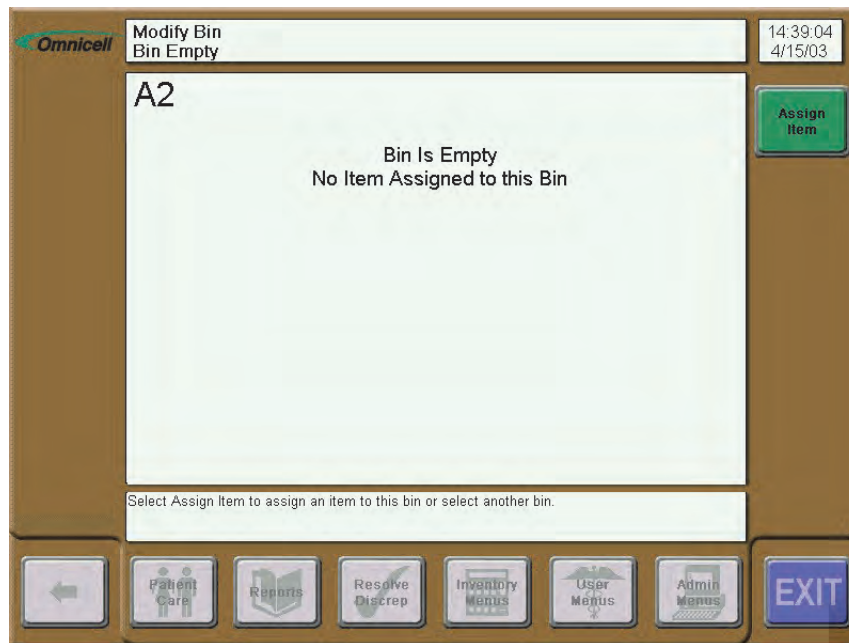 Omnicell
Modify Bin
Bin Empty
14:39:04
4/15/03
A2
Assign
Item
Bin Is Empty
No Item Assigned to this Bin
Select Assign Item to assign an item to this bin or select another bin.
Patient
Care
Reports
Resolve
Discrep
Inventory
Menus
User
Menus
Admin
Menus
EXIT